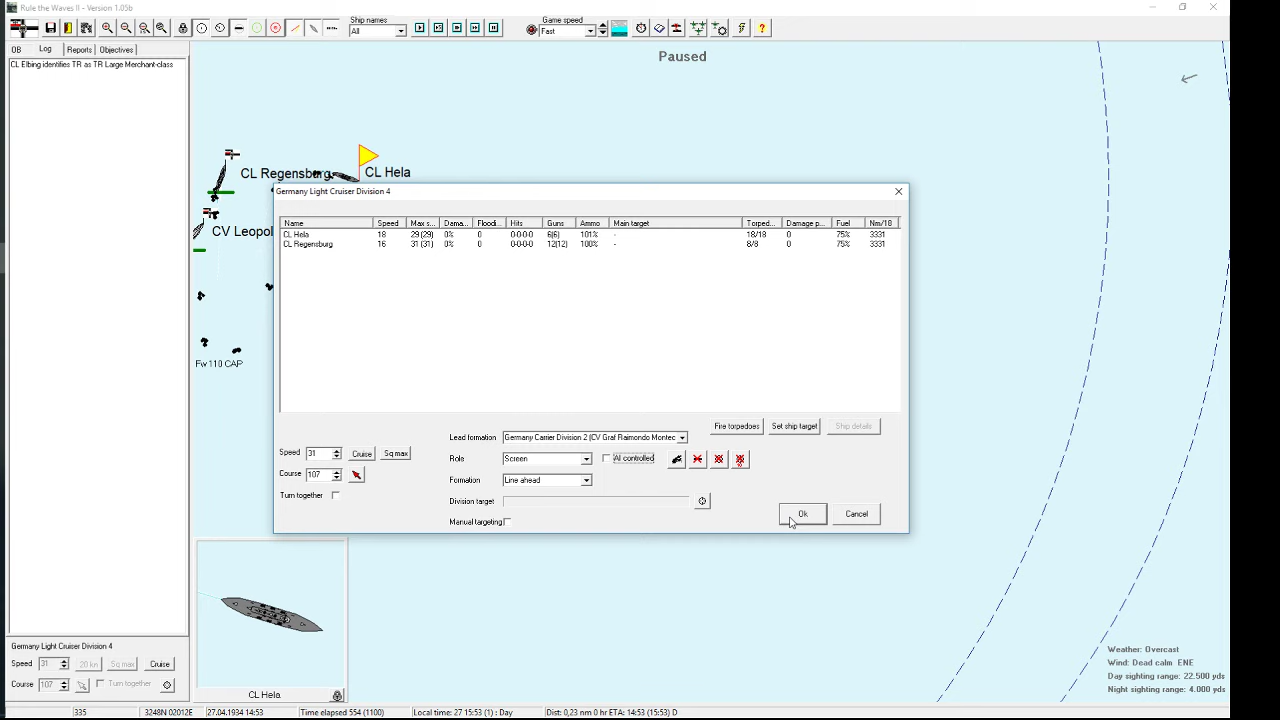 Rule the Waves II - Version 1.05b
Ship names
All
Game speed
Fast
OB Log Reports Objectives
CL Elbing identifies TR as TR Large Merchant-class
Paused
CL Regensburg
CL Hela
CV Leopol
Fw 110 CAP
Germany Light Cruiser Division 4
Name Speed Max s... Dama... Floodi... Hits Guns Ammo Main target Torped... Damage p... Fuel Nm/18
CL Hela 18 29 (29) 0% 0 0-0-0-0 6(6) 101% - 18/18 0 75% 3331
CL Regensburg 16 31 (31) 0% 0 0-0-0-0 12(12) 100% - 8/8 0 75% 3331
Fire torpedoes Set ship target Ship details
Lead formation Germany Carrier Division 2 (CV Graf Raimondo Montec
Speed 31 Cruise Sq max
Role Screen AI controlled
Course 107
Formation Line ahead
Turn together
Division target
Manual targeting
Ok Cancel
Germany Light Cruiser Division 4
Speed 31 20 kn Sq max Cruise
Course 107 Turn together
CL Hela
Weather: Overcast
Wind: Dead calm ENE
Day sighting range: 22.500 yds
Night sighting range: 4.000 yds
335 3248N 02012E 27.04.1934 14:53 Time elapsed 554 (1100) Local time: 27 15:53 (1) : Day Dist: 0,23 nm 0 hr ETA: 14:53 (15:53) D